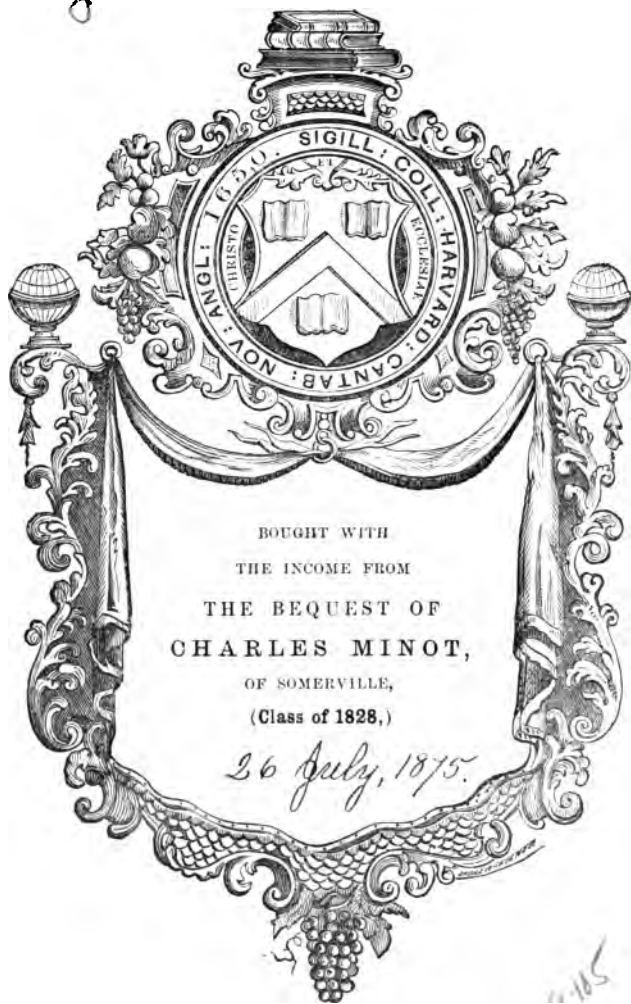 SIGILL: COLL: HARVARD: CANTAB: NOV: ANGL: 1650.
CHRISTO
ET
ECCLESIAE
BOUGHT WITH
THE INCOME FROM
THE BEQUEST OF
CHARLES MINOT,
OF SOMERVILLE,
(Class of 1828,)
26 July, 1875.